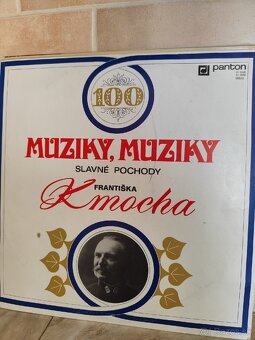 panton
100
MUZIKY, MUZIKY
SLAVNÉ POCHODY
FRANTIŠKA
Kmocha